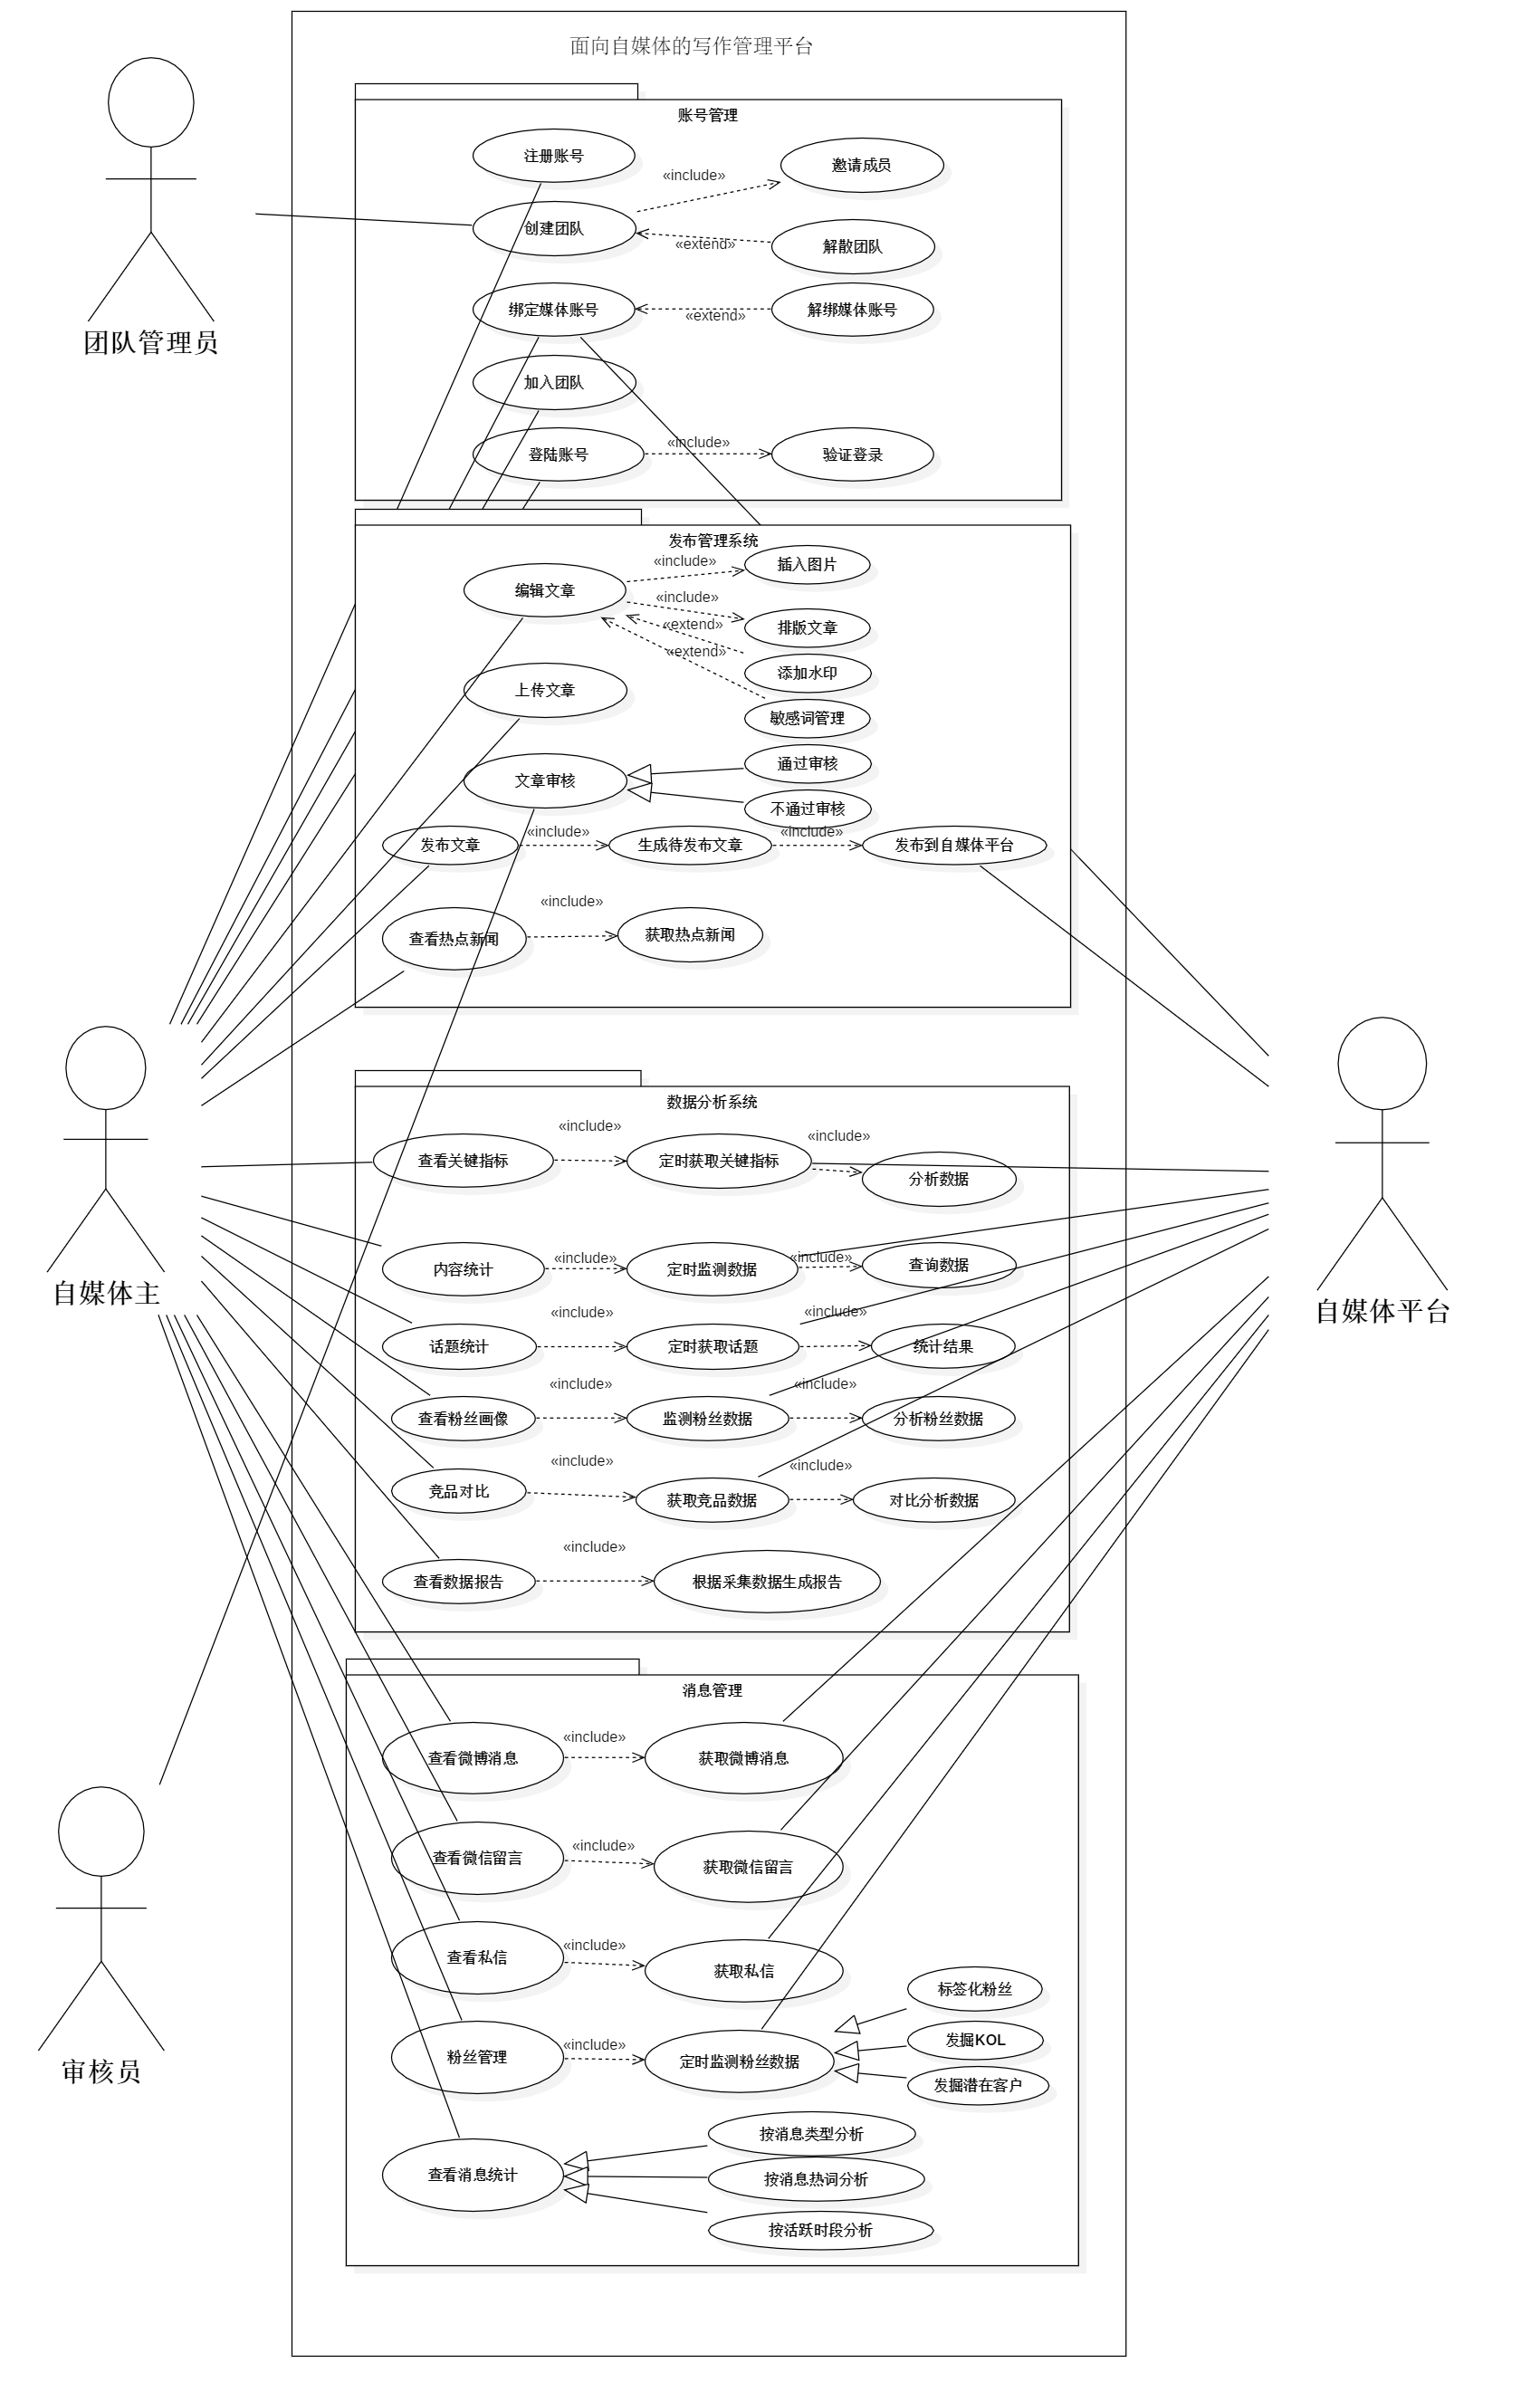 面向自媒体的写作管理平台
账号管理
注册账号
«include»
邀请成员
创建团队
«extend»
解散团队
绑定媒体账号
«extend»
解绑媒体账号
团队管理员
加入团队
登陆账号
«include»
验证登录
发布管理系统
编辑文章
«include»
插入图片
«include»
排版文章
«extend»
«extend»
添加水印
上传文章
敏感词管理
文章审核
通过审核
不通过审核
发布文章
«include»
生成待发布文章
«include»
发布到自媒体平台
查看热点新闻
«include»
获取热点新闻
数据分析系统
查看关键指标
«include»
定时获取关键指标
«include»
分析数据
内容统计
«include»
定时监测数据
«include»
查询数据
自媒体主
自媒体平台
话题统计
«include»
定时获取话题
«include»
统计结果
查看粉丝画像
«include»
监测粉丝数据
«include»
分析粉丝数据
竞品对比
«include»
获取竞品数据
«include»
对比分析数据
查看数据报告
«include»
根据采集数据生成报告
消息管理
查看微博消息
«include»
获取微博消息
查看微信留言
«include»
获取微信留言
查看私信
«include»
获取私信
标签化粉丝
粉丝管理
«include»
定时监测粉丝数据
发掘KOL
发掘潜在客户
审核员
查看消息统计
按消息类型分析
按消息热词分析
按活跃时段分析